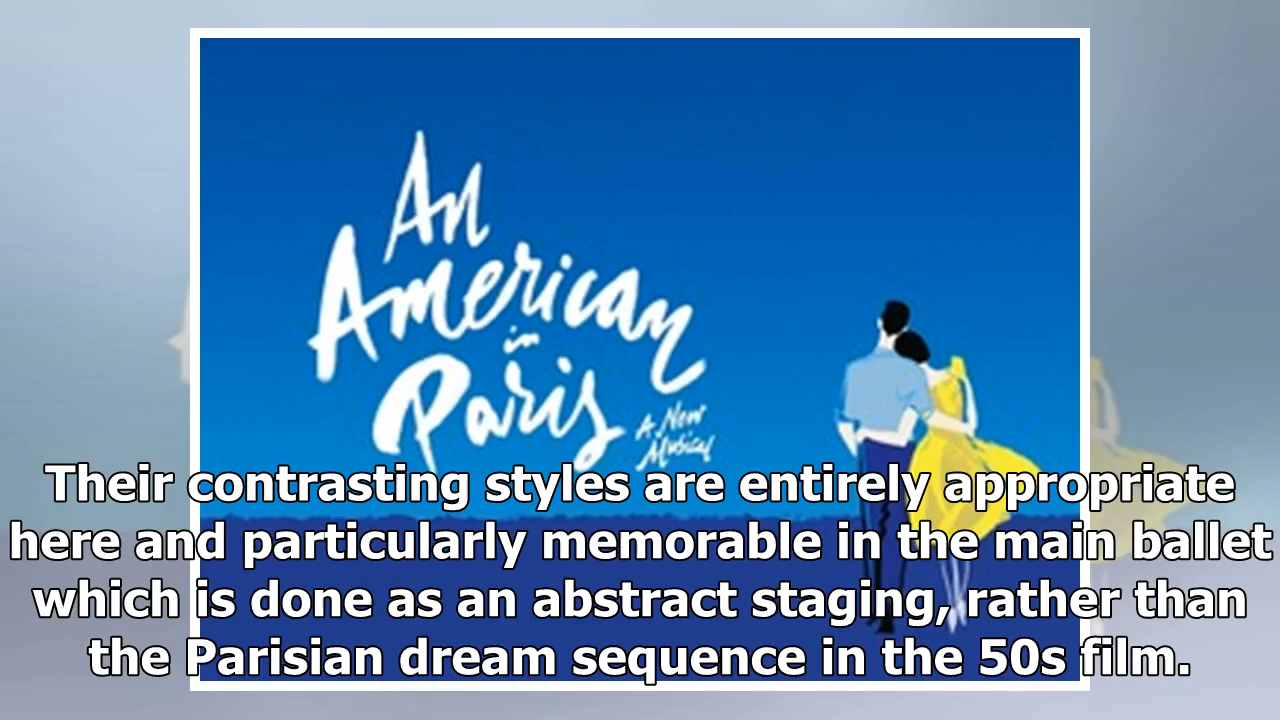 An
American
in
Paris
A New
Musical
Their contrasting styles are entirely appropriate
here and particularly memorable in the main ballet
which is done as an abstract staging, rather than
the Parisian dream sequence in the 50s film.